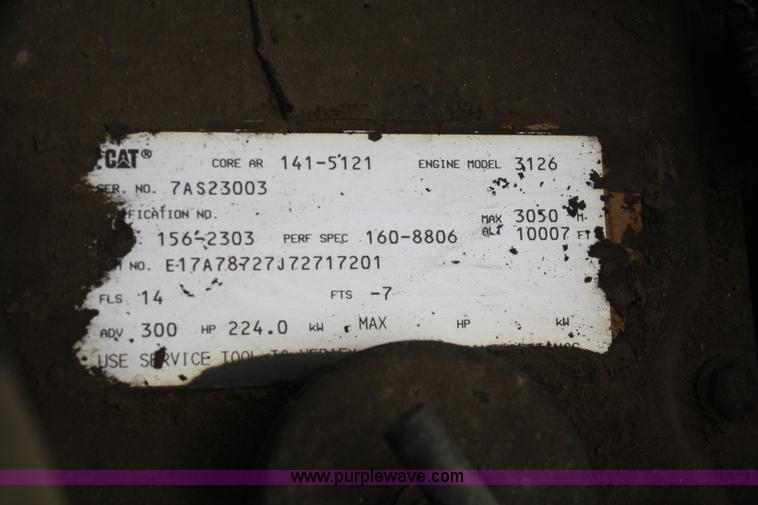 CAT® CORE AR 141-5121 ENGINE MODEL 3126
SER. NO. 7AS23003
FICATION NO.
156-2303 PERF SPEC 160-8806 MAX ALT 3050 M 10007 FT
NO. E17A78727J72717201
FLS 14 FTS -7
ADV 300 HP 224.0 kW MAX HP kW
USE SERVICE TOOL TO VERIFY
www.purplewave.com